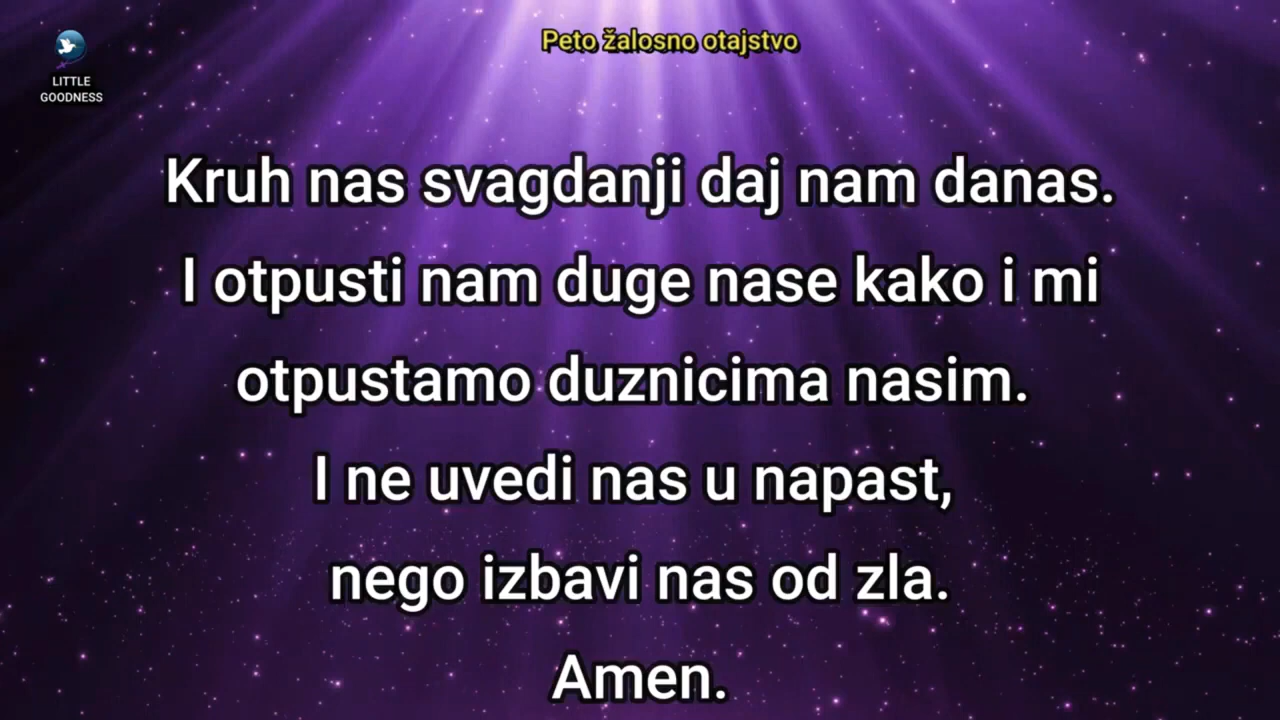 Peto žalosno otajstvo
LITTLE
GOODNESS
Kruh nas svagdanji daj nam danas.
I otpusti nam duge nase kako i mi
otpustamo duznicima nasim.
I ne uvedi nas u napast,
nego izbavi nas od zla.
Amen.